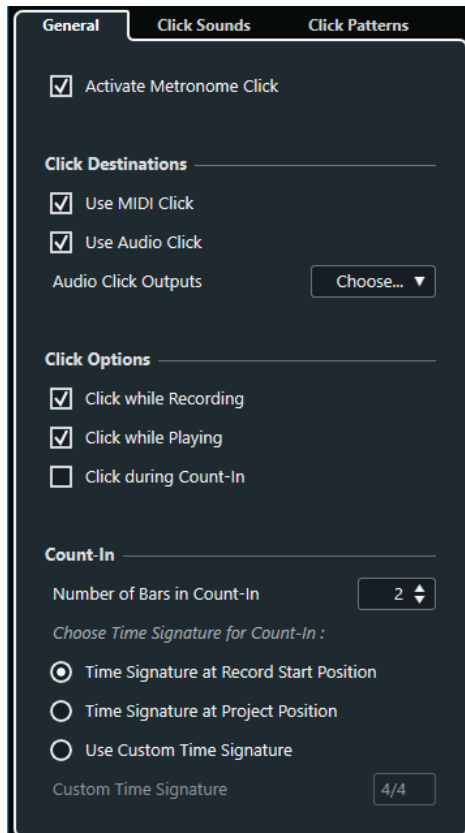 General Click Sounds Click Patterns
Activate Metronome Click
Click Destinations
Use MIDI Click
Use Audio Click
Audio Click Outputs Choose...
Click Options
Click while Recording
Click while Playing
Click during Count-In
Count-In
Number of Bars in Count-In 2
Choose Time Signature for Count-In :
Time Signature at Record Start Position
Time Signature at Project Position
Use Custom Time Signature
Custom Time Signature 4/4